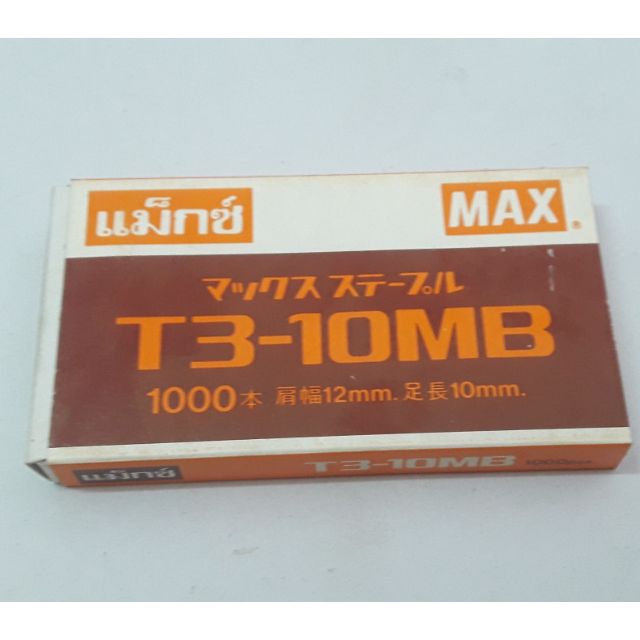 แม็กซ์
MAX
®
マックス ステープル
T3-10MB
1000本 肩幅12mm. 足長10mm.
แม็กซ์ T3-10MB 1000pcs.